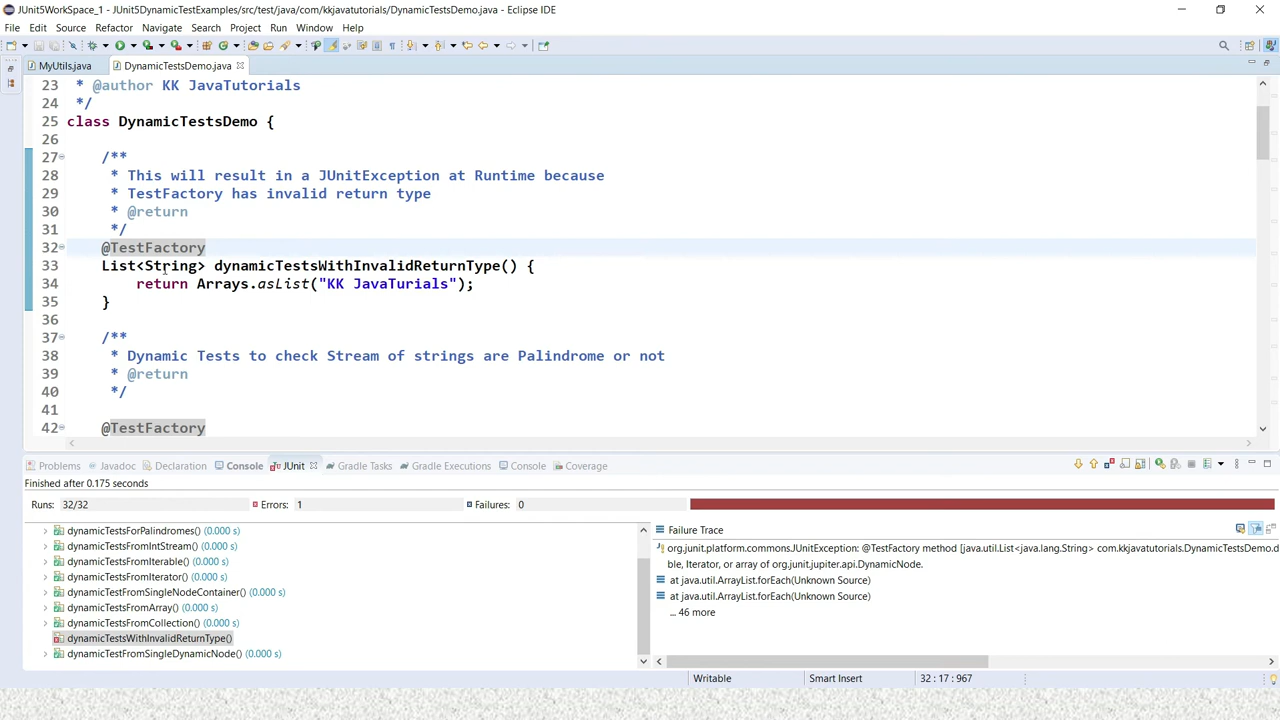 JUnit5WorkSpace_1 - JUnit5DynamicTestExamples/src/test/java/com/kkjavatutorials/DynamicTestsDemo.java - Eclipse IDE
File Edit Source Refactor Navigate Search Project Run Window Help
MyUtils.java DynamicTestsDemo.java
23 * @author KK JavaTutorials
24 */
25 class DynamicTestsDemo {
26
27 /**
28 * This will result in a JUnitException at Runtime because
29 * TestFactory has invalid return type
30 * @return
31 */
32 @TestFactory
33 List<String> dynamicTestsWithInvalidReturnType() {
34 return Arrays.asList("KK JavaTurials");
35 }
36
37 /**
38 * Dynamic Tests to check Stream of strings are Palindrome or not
39 * @return
40 */
41
42 @TestFactory
Problems Javadoc Declaration Console JUnit Gradle Tasks Gradle Executions Console Coverage
Finished after 0.175 seconds
Runs: 32/32 Errors: 1 Failures: 0
dynamicTestsForPalindromes() (0.000 s)
dynamicTestsFromIntStream() (0.000 s)
dynamicTestsFromIterable() (0.000 s)
dynamicTestsFromIterator() (0.000 s)
dynamicTestsFromSingleNodeContainer() (0.000 s)
dynamicTestsFromArray() (0.000 s)
dynamicTestsFromCollection() (0.000 s)
dynamicTestsWithInvalidReturnType()
dynamicTestFromSingleDynamicNode() (0.000 s)
Failure Trace
org.junit.platform.commons.JUnitException: @TestFactory method [java.util.List<java.lang.String> com.kkjavatutorials.DynamicTestsDemo.d
ble, Iterator, or array of org.junit.jupiter.api.DynamicNode.
at java.util.ArrayList.forEach(Unknown Source)
at java.util.ArrayList.forEach(Unknown Source)
... 46 more
Writable Smart Insert 32 : 17 : 967